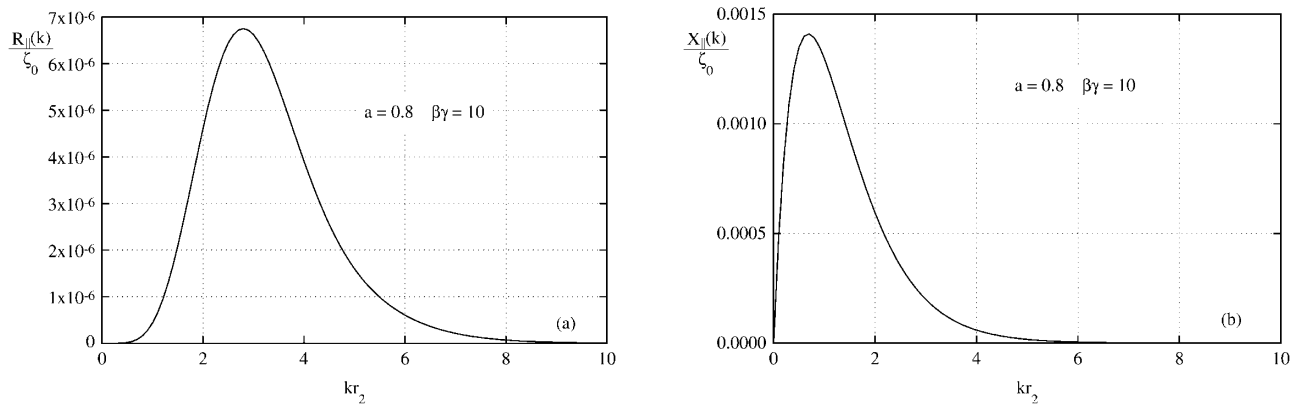 7x10-6
R||(k)
ζ0
6x10-6
5x10-6
a = 0.8 βγ = 10
4x10-6
3x10-6
2x10-6
1x10-6
(a)
0
0 2 4 6 8 10
kr2
0.0015
X||(k)
ζ0
a = 0.8 βγ = 10
0.0010
0.0005
(b)
0.0000
0 2 4 6 8 10
kr2